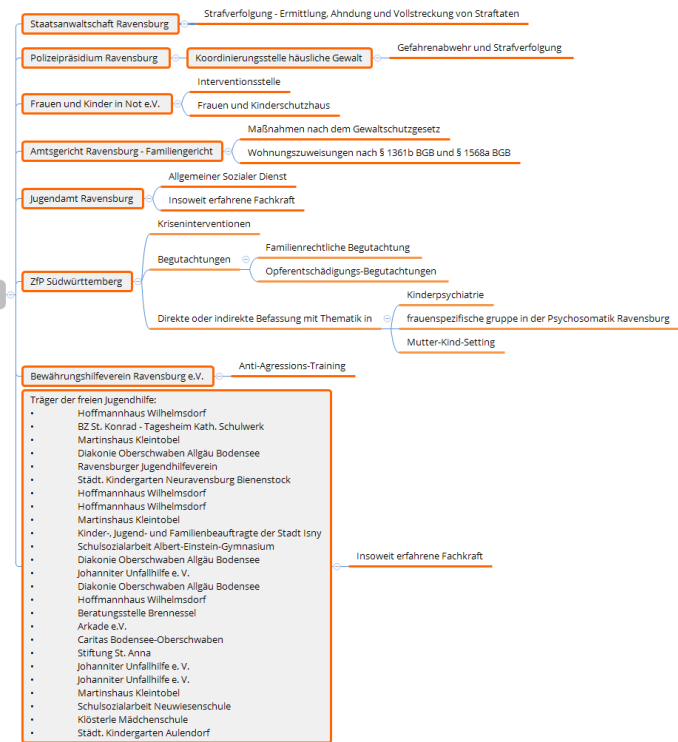 Staatsanwaltschaft Ravensburg
Strafverfolgung - Ermittlung, Ahndung und Vollstreckung von Straftaten
Polizeipräsidium Ravensburg
Koordinierungsstelle häusliche Gewalt
Gefahrenabwehr und Strafverfolgung
Frauen und Kinder in Not e.V.
Interventionsstelle
Frauen und Kinderschutzhaus
Amtsgericht Ravensburg - Familiengericht
Maßnahmen nach dem Gewaltschutzgesetz
Wohnungszuweisungen nach § 1361b BGB und § 1568a BGB
Jugendamt Ravensburg
Allgemeiner Sozialer Dienst
Insoweit erfahrene Fachkraft
ZfP Südwürttemberg
Kriseninterventionen
Begutachtungen
Familienrechtliche Begutachtung
Opferentschädigungs-Begutachtungen
Direkte oder indirekte Befassung mit Thematik in
Kinderpsychiatrie
frauenspezifische gruppe in der Psychosomatik Ravensburg
Mutter-Kind-Setting
Bewährungshilfeverein Ravensburg e.V.
Anti-Agressions-Training
Träger der freien Jugendhilfe:
• Hoffmannhaus Wilhelmsdorf
• BZ St. Konrad - Tagesheim Kath. Schulwerk
• Martinshaus Kleintobel
• Diakonie Oberschwaben Allgäu Bodensee
• Ravensburger Jugendhilfeverein
• Städt. Kindergarten Neuravensburg Bienenstock
• Hoffmannhaus Wilhelmsdorf
• Hoffmannhaus Wilhelmsdorf
• Martinshaus Kleintobel
• Kinder-, Jugend- und Familienbeauftragte der Stadt Isny
• Schulsozialarbeit Albert-Einstein-Gymnasium
• Diakonie Oberschwaben Allgäu Bodensee
• Johanniter Unfallhilfe e. V.
• Diakonie Oberschwaben Allgäu Bodensee
• Hoffmannhaus Wilhelmsdorf
• Beratungsstelle Brennessel
• Arkade e.V.
• Caritas Bodensee-Oberschwaben
• Stiftung St. Anna
• Johanniter Unfallhilfe e. V.
• Johanniter Unfallhilfe e. V.
• Martinshaus Kleintobel
• Schulsozialarbeit Neuwiesenschule
• Klösterle Mädchenschule
• Städt. Kindergarten Aulendorf
Insoweit erfahrene Fachkraft